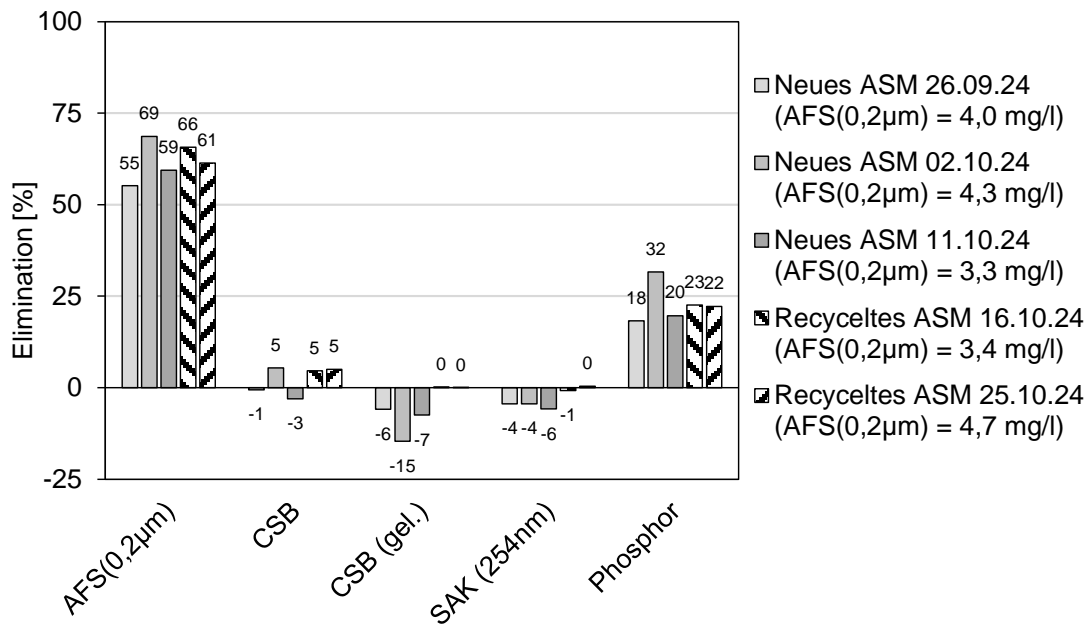 100
75
50
25
0
-25
Elimination [%]
55
69
59
66
61
-1
5
-3
5
5
-6
-15
-7
0
0
-4
-4
-6
-1
0
18
32
20
23
22
AFS(0,2µm)
CSB
CSB (gel.)
SAK (254nm)
Phosphor
Neues ASM 26.09.24
(AFS(0,2µm) = 4,0 mg/l)
Neues ASM 02.10.24
(AFS(0,2µm) = 4,3 mg/l)
Neues ASM 11.10.24
(AFS(0,2µm) = 3,3 mg/l)
Recyceltes ASM 16.10.24
(AFS(0,2µm) = 3,4 mg/l)
Recyceltes ASM 25.10.24
(AFS(0,2µm) = 4,7 mg/l)